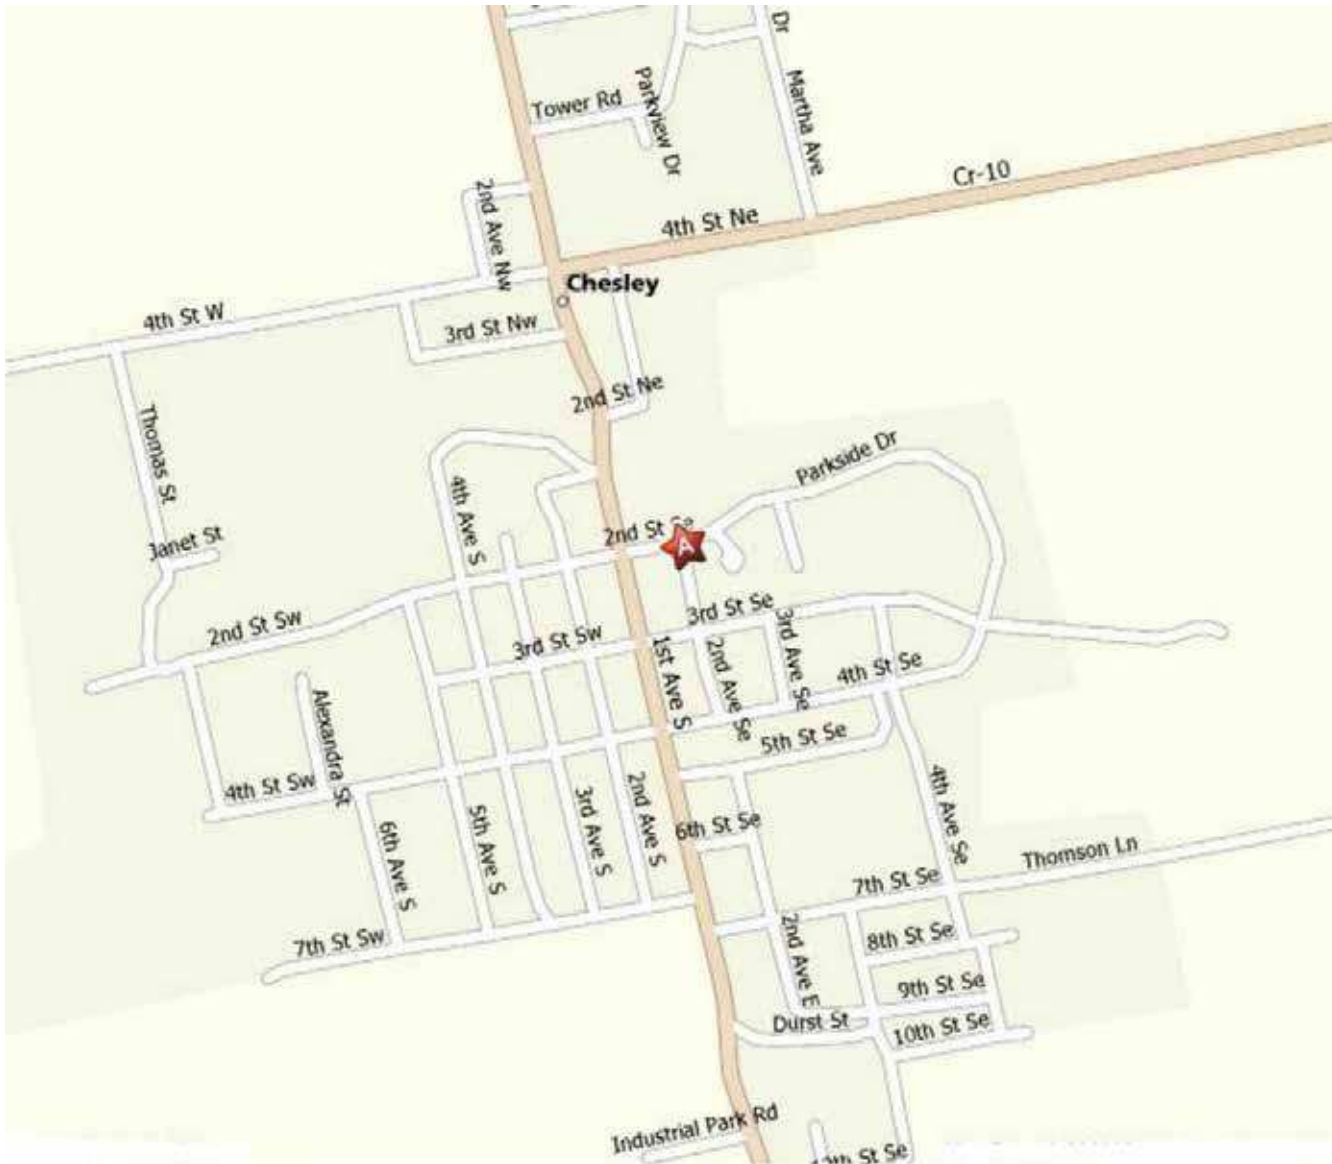 Dr
Tower Rd
Parkview Dr
Martha Ave
Cr-10
2nd Ave Nw
4th St Ne
Chesley
4th St W
3rd St Nw
2nd St Ne
Thomas St
Parkside Dr
4th Ave S
2nd St Se
A
Janet St
2nd St Sw
3rd St Se
3rd St Sw
1st Ave S
2nd Ave Se
3rd Ave Se
4th St Se
Alexandra St
5th St Se
4th St Sw
6th Ave S
5th Ave S
3rd Ave S
2nd Ave S
6th St Se
4th Ave Se
Thomson Ln
7th St Se
7th St Sw
2nd Ave E
8th St Se
9th St Se
Durst St
10th St Se
Industrial Park Rd
St Se